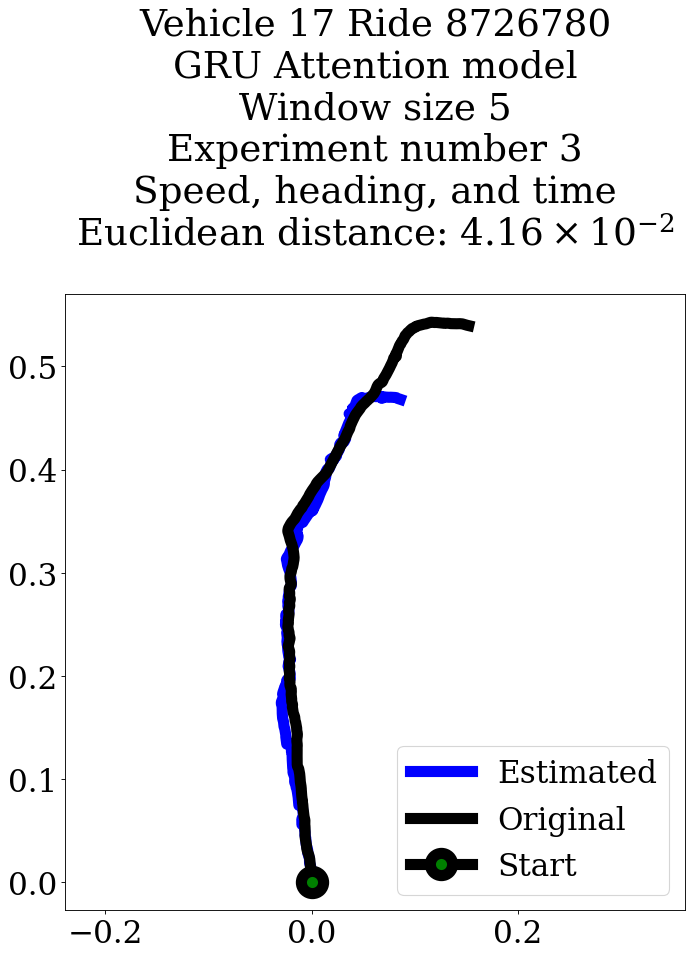 Vehicle 17 Ride 8726780
GRU Attention model
Window size 5
Experiment number 3
Speed, heading, and time
Euclidean distance: 4.16 × 10⁻²
0.5
0.4
0.3
0.2
0.1
0.0
Estimated
Original
Start
−0.2
0.0
0.2